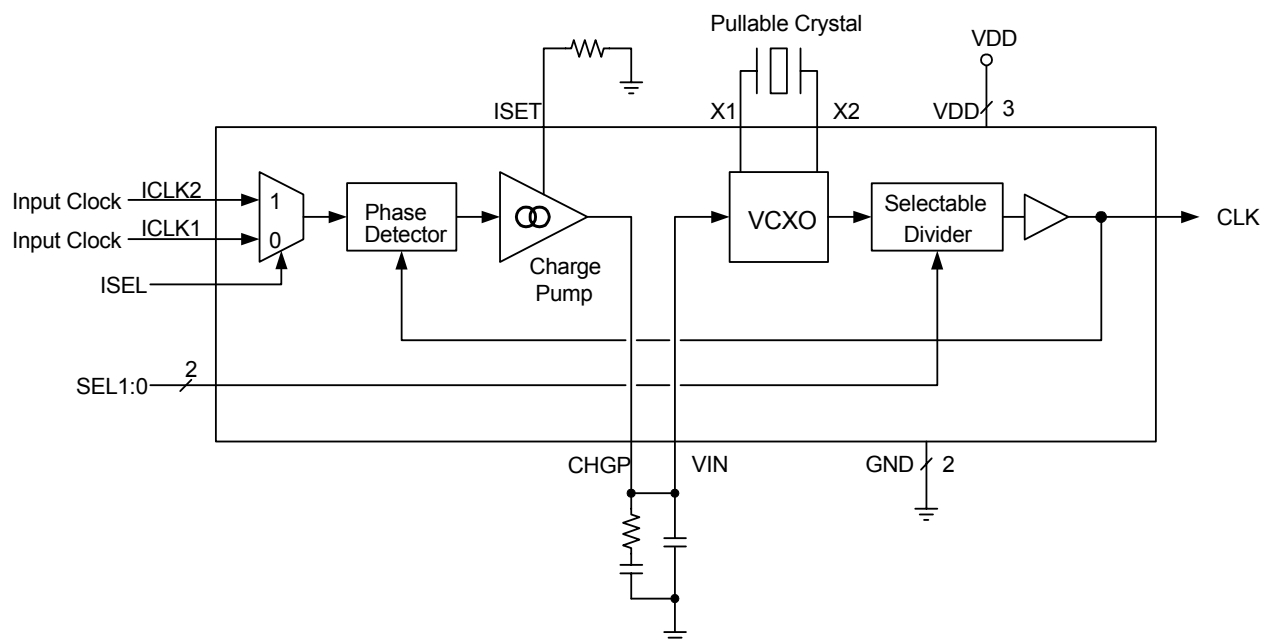 Pullable Crystal
VDD
ISET
X1
X2
VDD
3
Input Clock
ICLK2
1
Phase
Detector
VCXO
Selectable
Divider
CLK
Input Clock
ICLK1
0
Charge
Pump
ISEL
SEL1:0
2
CHGP
VIN
GND
2